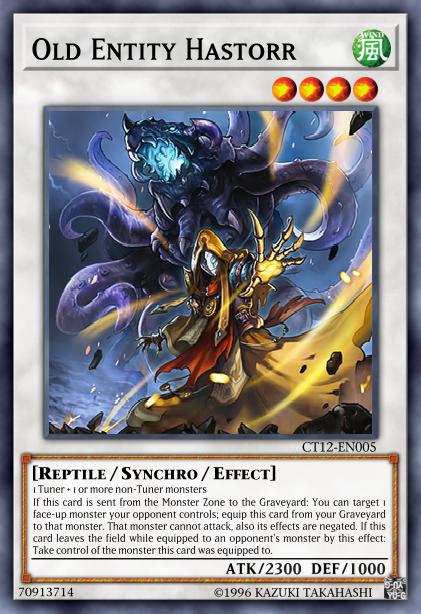 OLD ENTITY HASTORR
WIND
風
CT12-EN005
[REPTILE / SYNCHRO / EFFECT]
1 Tuner + 1 or more non-Tuner monsters
If this card is sent from the Monster Zone to the Graveyard: You can target 1
face-up monster your opponent controls; equip this card from your Graveyard
to that monster. That monster cannot attack, also its effects are negated. If this
card leaves the field while equipped to an opponent's monster by this effect:
Take control of the monster this card was equipped to.
ATK/2300 DEF/1000
70913714
©1996 KAZUKI TAKAHASHI